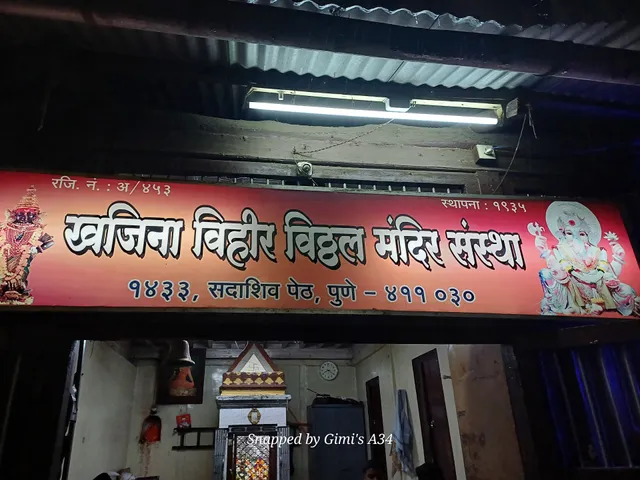 रजि. नं. : अ/४५३
स्थापना : १९३५
खजिना विहीर विठ्ठल मंदिर संस्था
१४३३, सदाशिव पेठ, पुणे – ४११ ०३०
Snapped by Gimi's A34